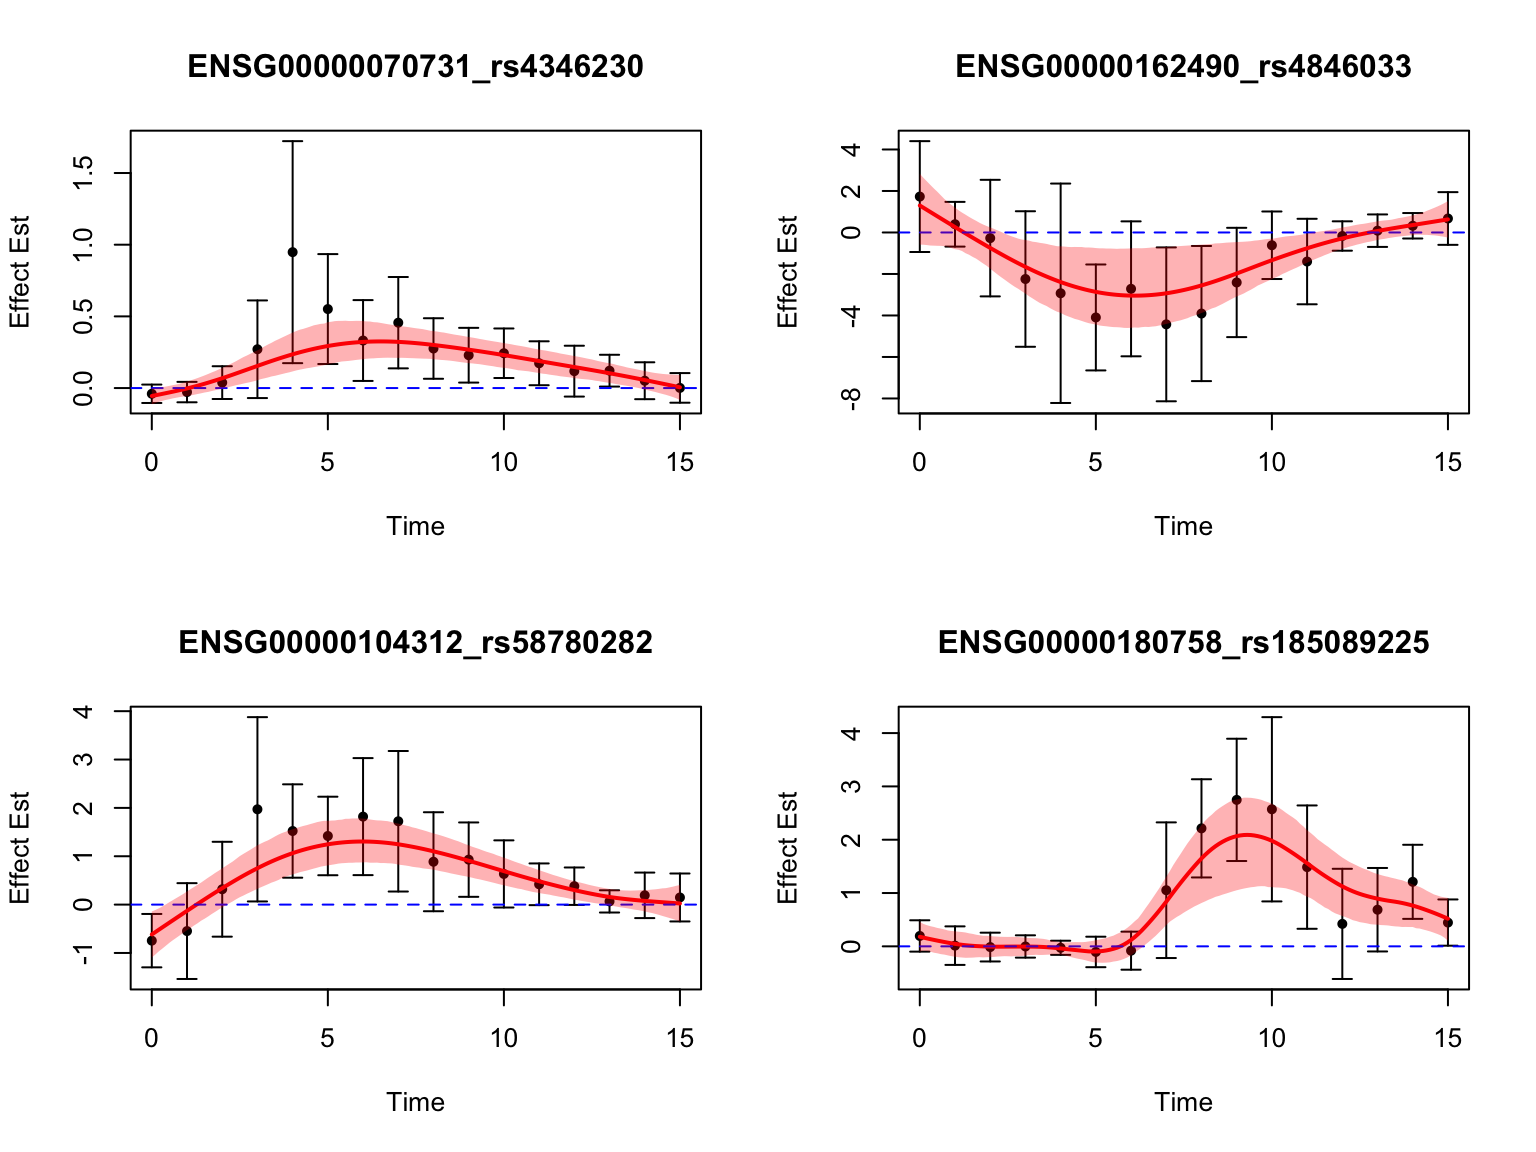 ENSG00000070731_rs4346230
Effect Est
0.0 0.5 1.0 1.5
0 5 10 15
Time
ENSG00000162490_rs4846033
Effect Est
-8 -4 0 2 4
0 5 10 15
Time
ENSG00000104312_rs58780282
Effect Est
-1 0 1 2 3 4
0 5 10 15
Time
ENSG00000180758_rs185089225
Effect Est
0 1 2 3 4
0 5 10 15
Time